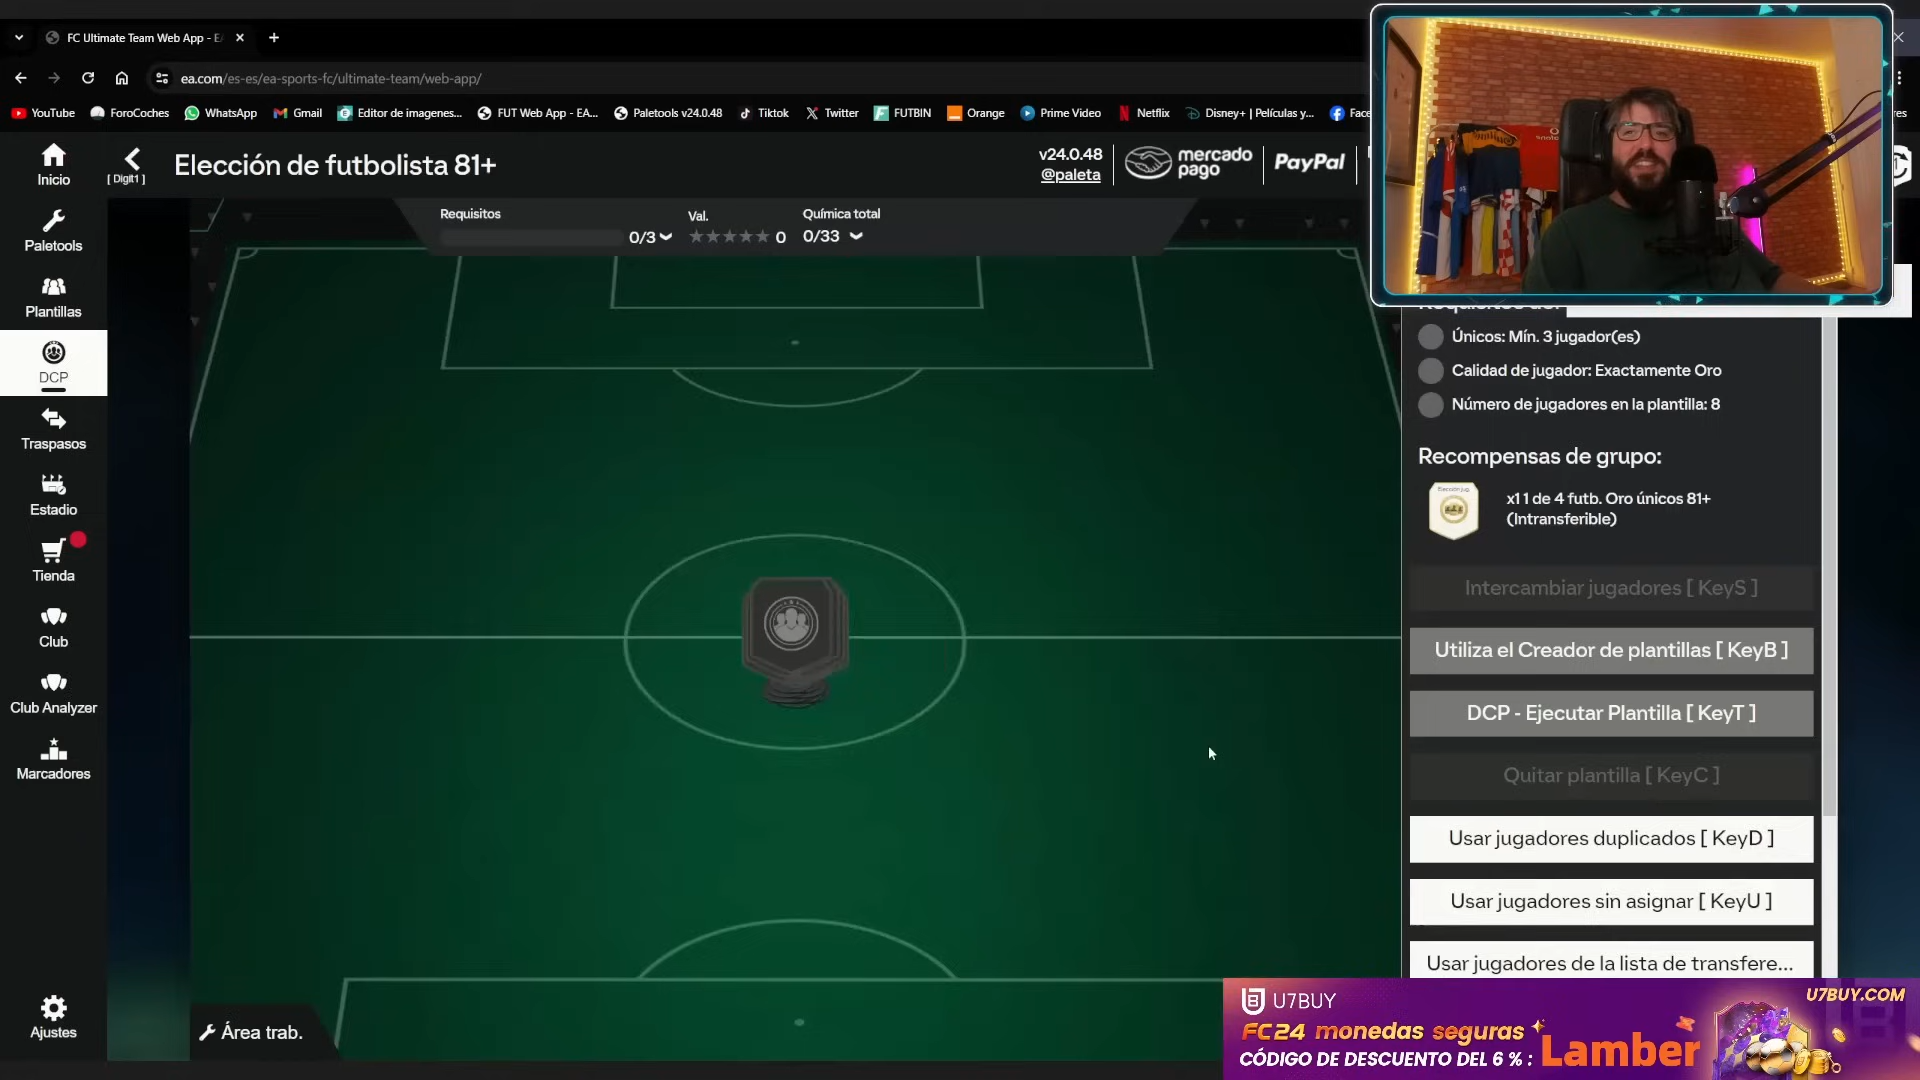 FC Ultimate Team Web App - E
ea.com/es-es/ea-sports-fc/ultimate-team/web-app/
YouTube
ForoCoches
WhatsApp
Gmail
Editor de imagenes...
FUT Web App - EA...
Paletools v24.0.48
Tiktok
Twitter
FUTBIN
Orange
Prime Video
Netflix
Disney+ | Películas y...
Face
res
Inicio
[ Digit1 ]
Elección de futbolista 81+
v24.0.48
@paleta
mercado
pago
PayPal
Paletools
Plantillas
DCP
Traspasos
Estadio
Tienda
Club
Club Analyzer
Marcadores
Ajustes
Requisitos
0/3
Val.
0
Química total
0/33
Únicos: Mín. 3 jugador(es)
Calidad de jugador: Exactamente Oro
Número de jugadores en la plantilla: 8
Recompensas de grupo:
x1 1 de 4 futb. Oro únicos 81+
(Intransferible)
Intercambiar jugadores [ KeyS ]
Utiliza el Creador de plantillas [ KeyB ]
DCP - Ejecutar Plantilla [ KeyT ]
Quitar plantilla [ KeyC ]
Usar jugadores duplicados [ KeyD ]
Usar jugadores sin asignar [ KeyU ]
Usar jugadores de la lista de transfere...
Área trab.
U7BUY
U7BUY.COM
FC24 monedas seguras
CÓDIGO DE DESCUENTO DEL 6 % :
Lamber